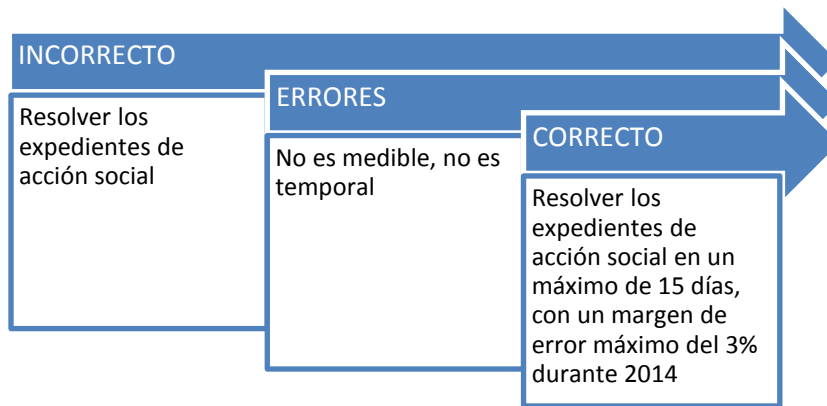 INCORRECTO
Resolver los
expedientes de
acción social
ERRORES
No es medible, no es
temporal
CORRECTO
Resolver los
expedientes de
acción social en un
máximo de 15 días,
con un margen de
error máximo del 3%
durante 2014